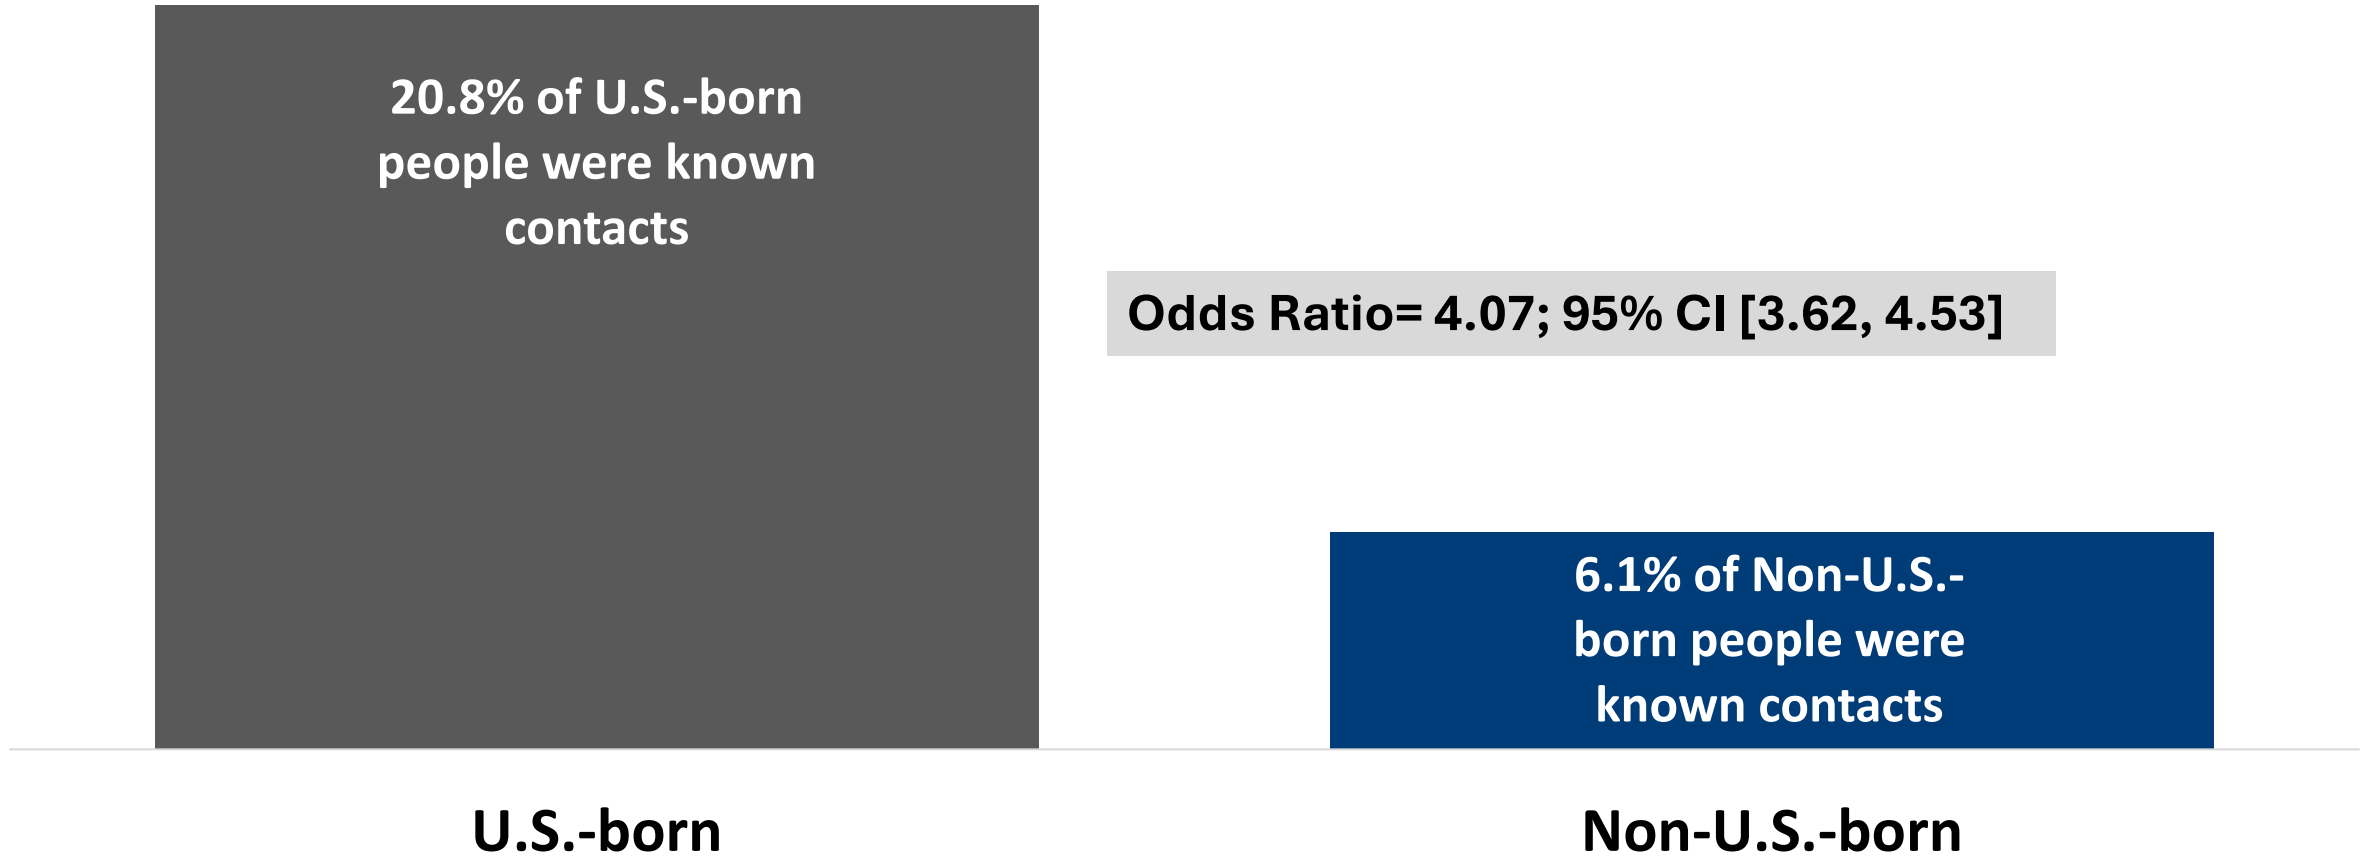 20.8% of U.S.-born
people were known
contacts
Odds Ratio= 4.07; 95% CI [3.62, 4.53]
6.1% of Non-U.S.-
born people were
known contacts
U.S.-born
Non-U.S.-born